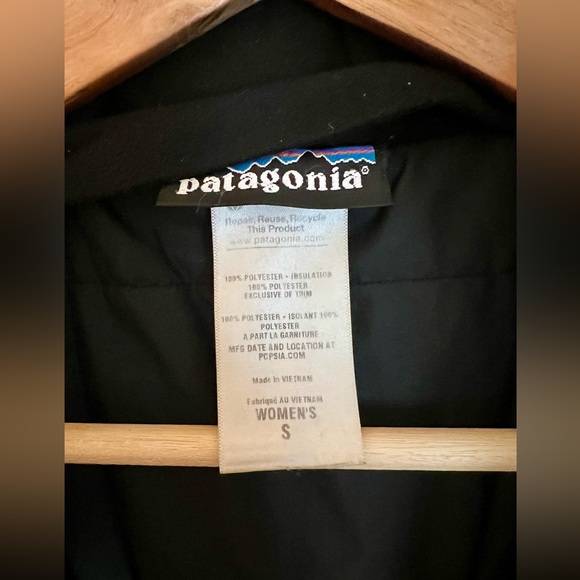 patagonia®
Repair, Reuse, Recycle
This Product
www.patagonia.com
100% POLYESTER • INSULATION
100% POLYESTER
EXCLUSIVE OF TRIM
100% POLYESTER • ISOLANT 100%
POLYESTER
A PART LA GARNITURE
MFG DATE AND LOCATION AT
PCPSIA.COM
Made in VIETNAM
Fabriqué AU VIETNAM
WOMEN'S
S